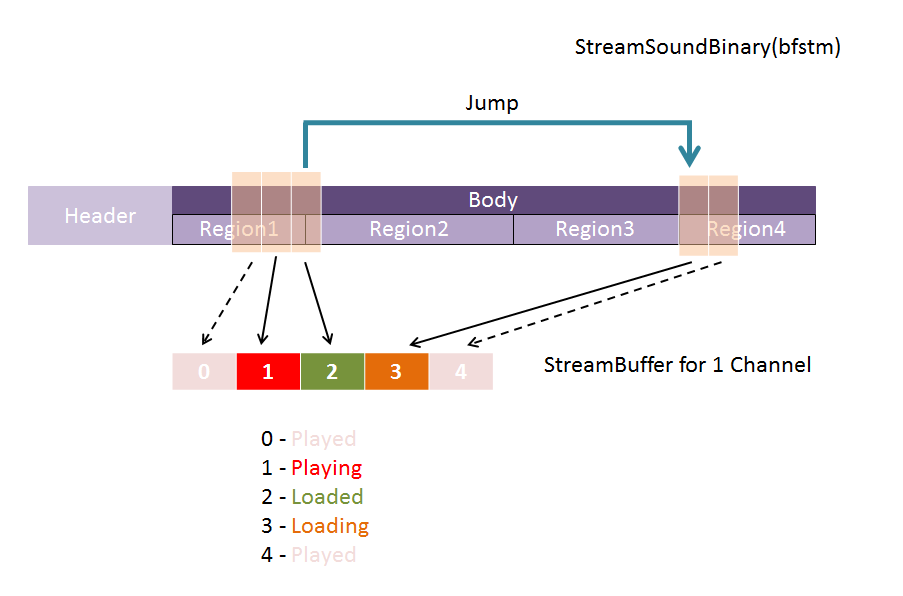 StreamSoundBinary(bfstm)
Jump
Header
Body
Region1
Region2
Region3
Region4
0 1 2 3 4
StreamBuffer for 1 Channel
0 - Played
1 - Playing
2 - Loaded
3 - Loading
4 - Played